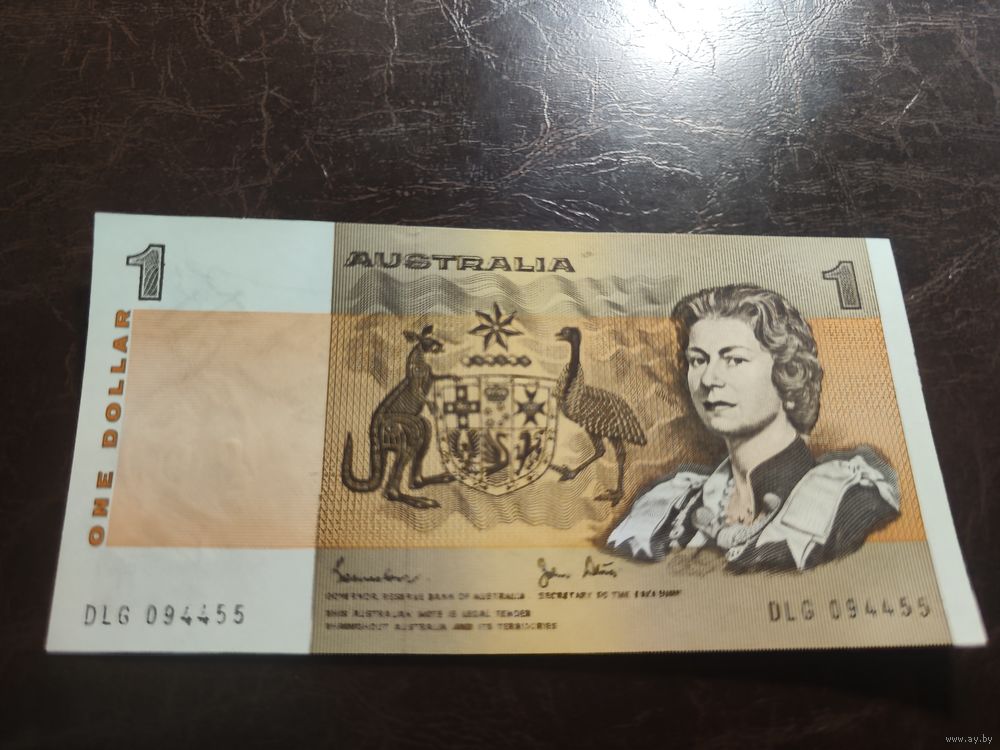 1
AUSTRALIA
1
ONE DOLLAR
GOVERNOR, RESERVE BANK OF AUSTRALIA
SECRETARY TO THE TREASURY
THIS AUSTRALIAN NOTE IS LEGAL TENDER
THROUGHOUT AUSTRALIA AND ITS TERRITORIES
DLG 094455
DLG 094455
www.ay.by